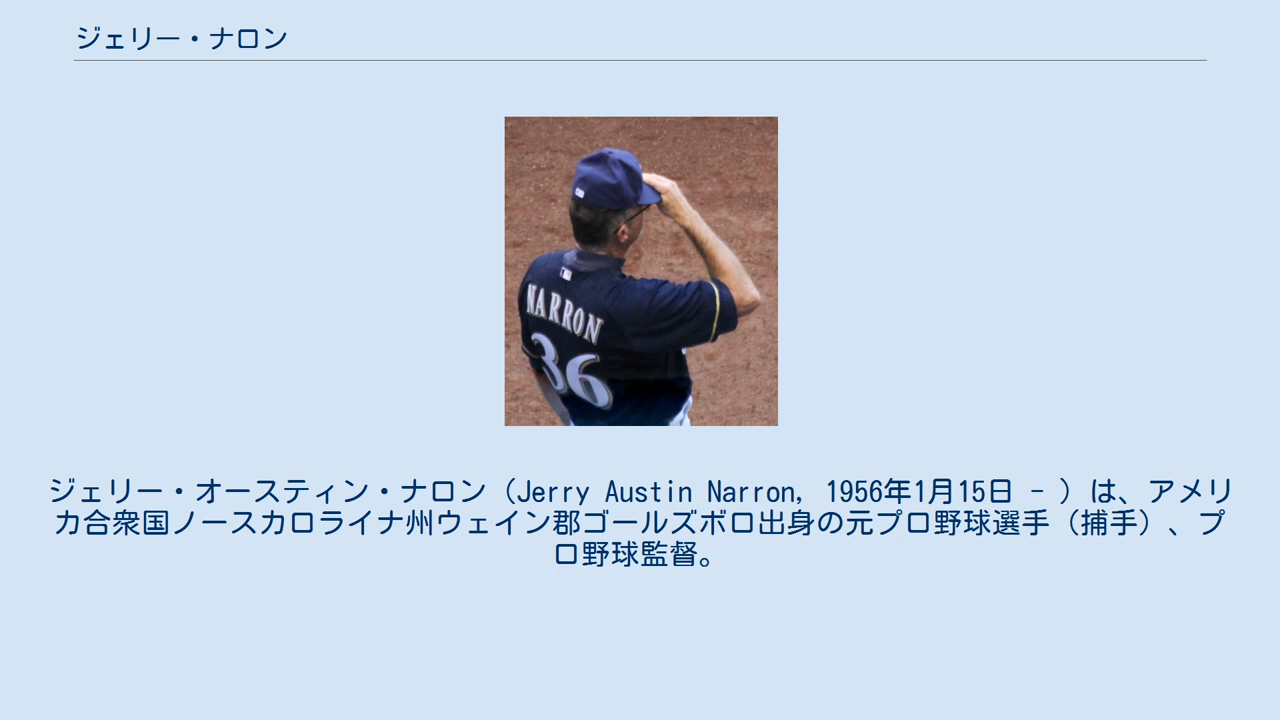 ジェリー・ナロン
NARRON
36
ジェリー・オースティン・ナロン（Jerry Austin Narron, 1956年1月15日 - ）は、アメリ
カ合衆国ノースカロライナ州ウェイン郡ゴールズボロ出身の元プロ野球選手（捕手）、プ
ロ野球監督。